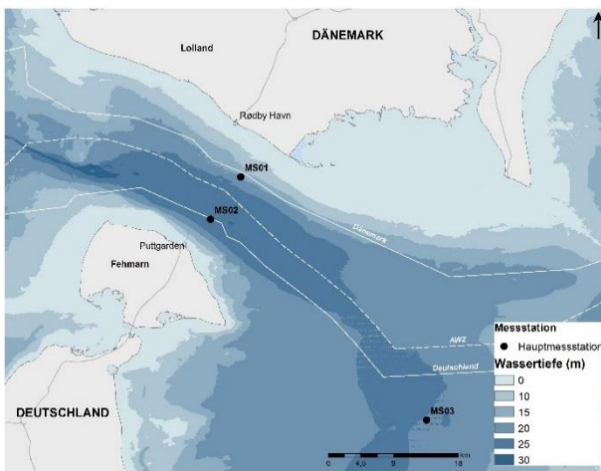 DÄNEMARK
Lolland
Rødby Havn
MS01
MS02
Dänemark
Puttgarden
Fehmarn
AWZ
Deutschland
DEUTSCHLAND
MS03
Messstation
Hauptmessstation
Wassertiefe (m)
0
10
15
20
25
30
km
0 4,5 9 18